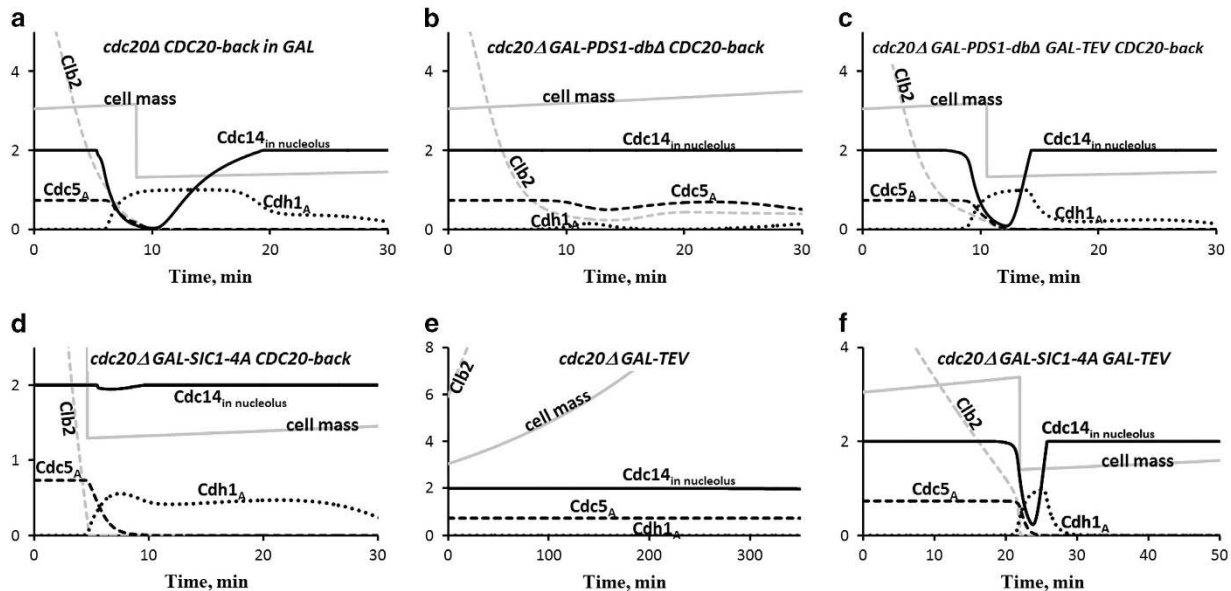 a
cdc20Δ CDC20-back in GAL
Clb2
cell mass
Cdc14in nucleolus
Cdc5A
Cdh1A
4
2
0
0 10 20 30
Time, min
b
cdc20Δ GAL-PDS1-dbΔ CDC20-back
cell mass
Cdc14in nucleolus
Clb2
Cdc5A
Cdh1A
4
2
0
0 10 20 30
Time, min
c
cdc20Δ GAL-PDS1-dbΔ GAL-TEV CDC20-back
Clb2
cell mass
Cdc14in nucleolus
Cdc5A
Cdh1A
4
2
0
0 10 20 30
Time, min
d
cdc20Δ GAL-SIC1-4A CDC20-back
Cdc14in nucleolus
Clb2
cell mass
Cdc5A
Cdh1A
2
1
0
0 10 20 30
Time, min
e
cdc20Δ GAL-TEV
Clb2
cell mass
Cdc14in nucleolus
Cdc5A
Cdh1A
8
6
4
2
0
0 100 200 300
Time, min
f
cdc20Δ GAL-SIC1-4A GAL-TEV
Clb2
Cdc14in nucleolus
cell mass
Cdc5A
Cdh1A
4
2
0
0 10 20 30 40 50
Time, min